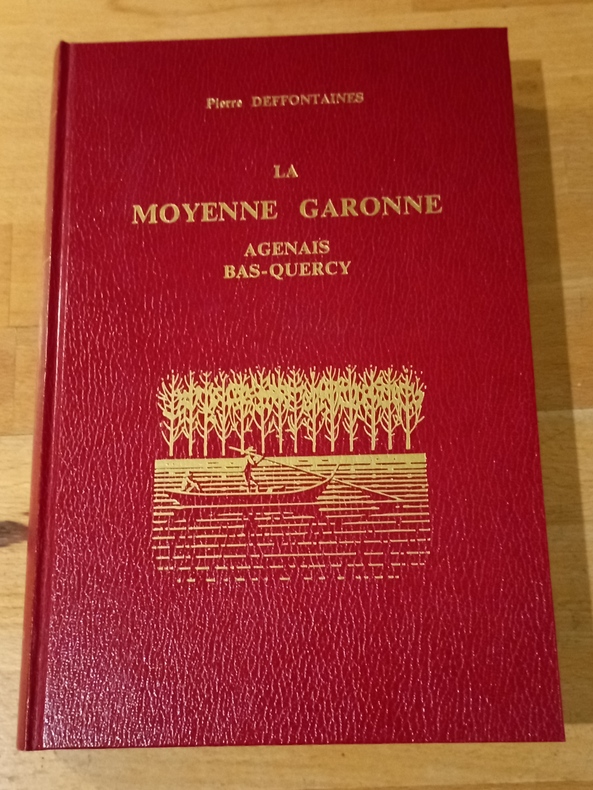 Pierre DEFFONTAINES
LA
MOYENNE GARONNE
AGENAIS
BAS-QUERCY